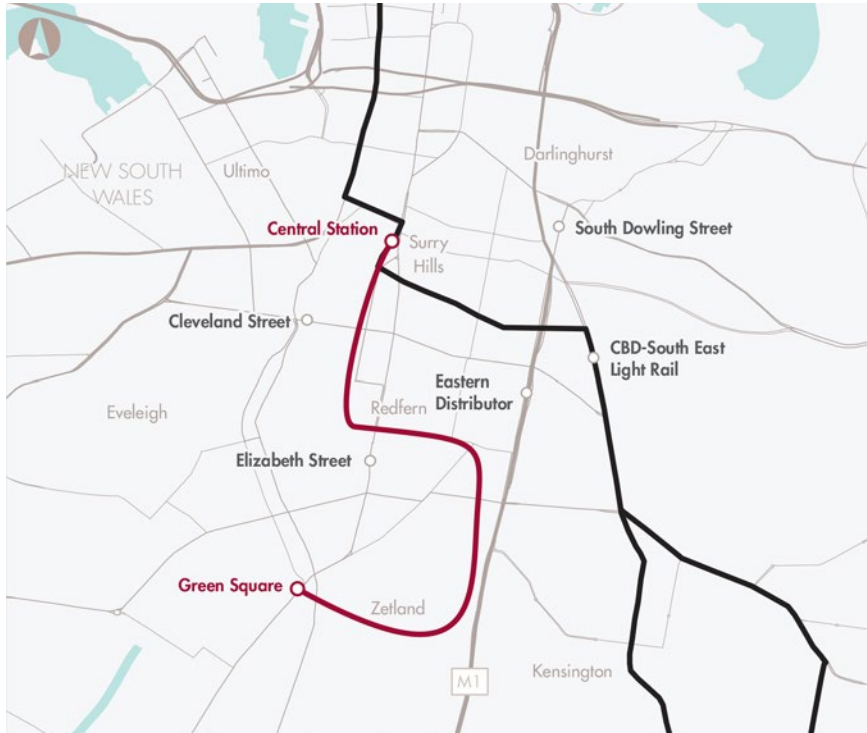 NEW SOUTH
WALES
Ultimo
Darlinghurst
Central Station
Surry
Hills
South Dowling Street
Cleveland Street
CBD-South East
Light Rail
Eastern
Distributor
Eveleigh
Redfern
Elizabeth Street
Green Square
Zetland
Kensington
M1